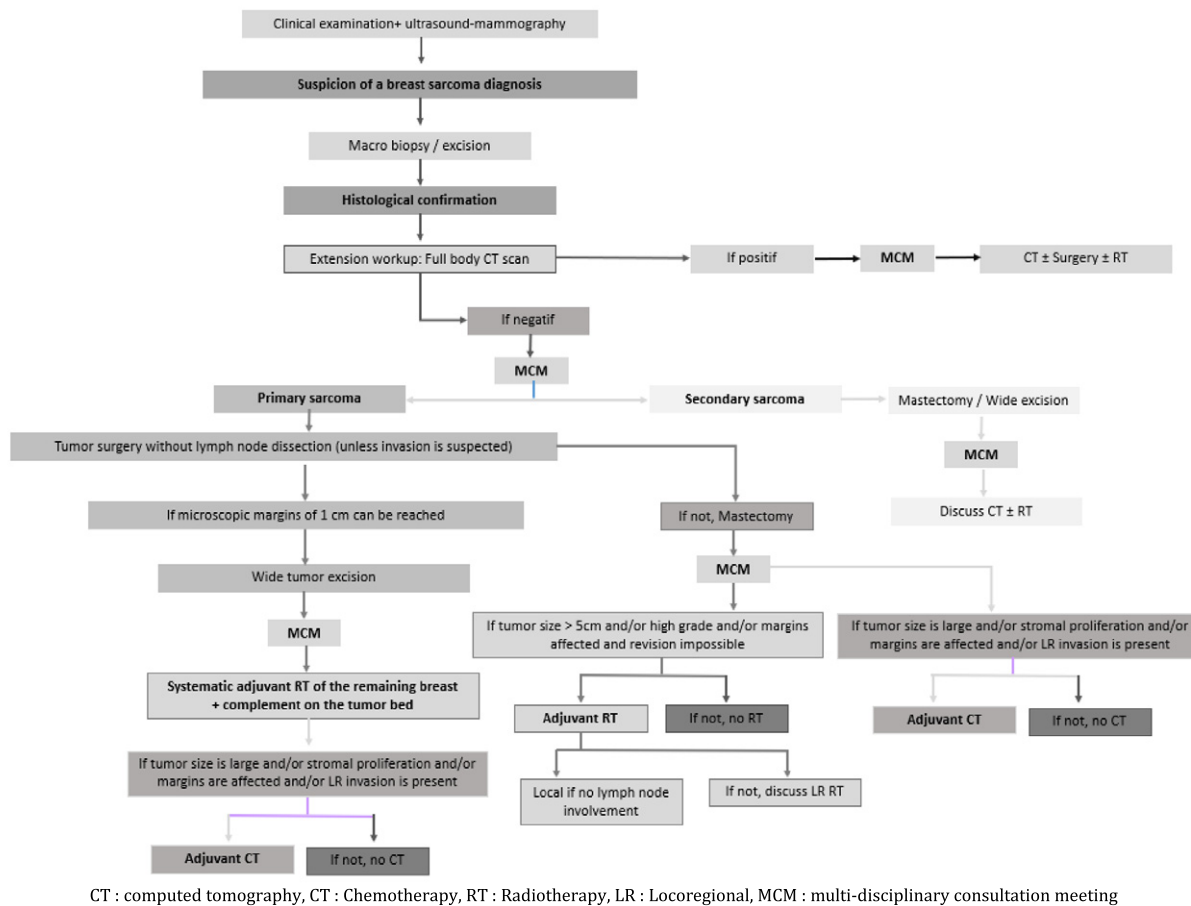 Clinical examination+ ultrasound-mammography
Suspicion of a breast sarcoma diagnosis
Macro biopsy / excision
Histological confirmation
Extension workup: Full body CT scan
If positif
MCM
CT ± Surgery ± RT
If negatif
MCM
Primary sarcoma
Secondary sarcoma
Mastectomy / Wide excision
MCM
Discuss CT ± RT
Tumor surgery without lymph node dissection (unless invasion is suspected)
If microscopic margins of 1 cm can be reached
Wide tumor excision
MCM
Systematic adjuvant RT of the remaining breast
+ complement on the tumor bed
If tumor size is large and/or stromal proliferation and/or
margins are affected and/or LR invasion is present
Adjuvant CT
If not, no CT
If not, Mastectomy
MCM
If tumor size > 5cm and/or high grade and/or margins
affected and revision impossible
Adjuvant RT
If not, no RT
Local if no lymph node
involvement
If not, discuss LR RT
If tumor size is large and/or stromal proliferation and/or
margins are affected and/or LR invasion is present
Adjuvant CT
If not, no CT
CT : computed tomography, CT : Chemotherapy, RT : Radiotherapy, LR : Locoregional, MCM : multi-disciplinary consultation meeting